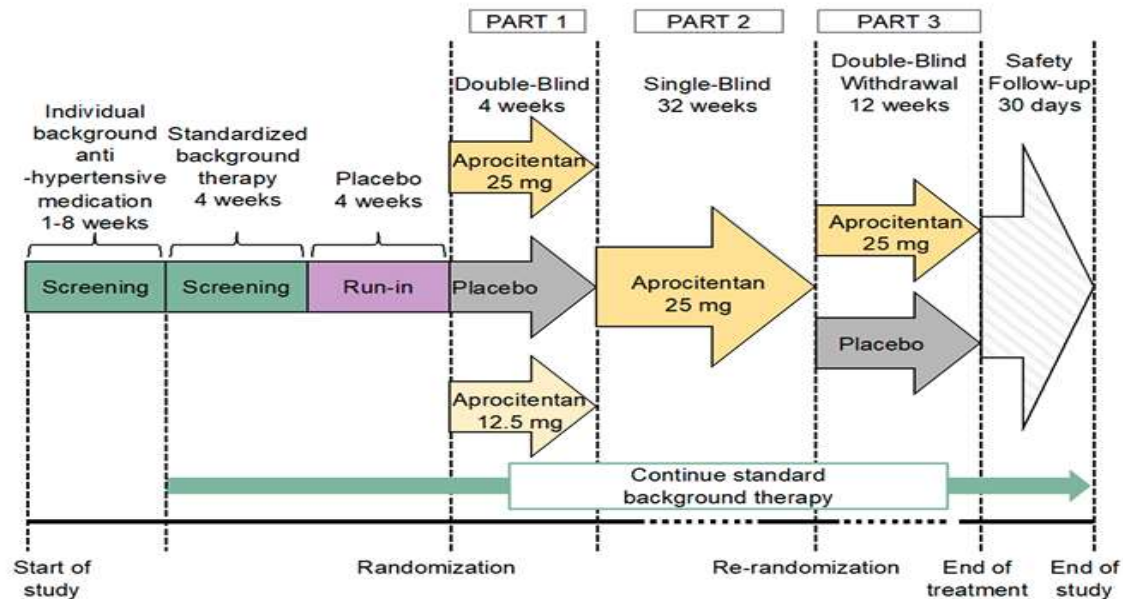 PART 1
PART 2
PART 3
Double-Blind
4 weeks
Single-Blind
32 weeks
Double-Blind
Withdrawal
12 weeks
Safety
Follow-up
30 days
Individual
background
anti
-hypertensive
medication
1-8 weeks
Standardized
background
therapy
4 weeks
Placebo
4 weeks
Screening
Screening
Run-in
Aprocitentan
25 mg
Placebo
Aprocitentan
12.5 mg
Aprocitentan
25 mg
Aprocitentan
25 mg
Placebo
Continue standard
background therapy
Start of
study
Randomization
Re-randomization
End of
treatment
End of
study